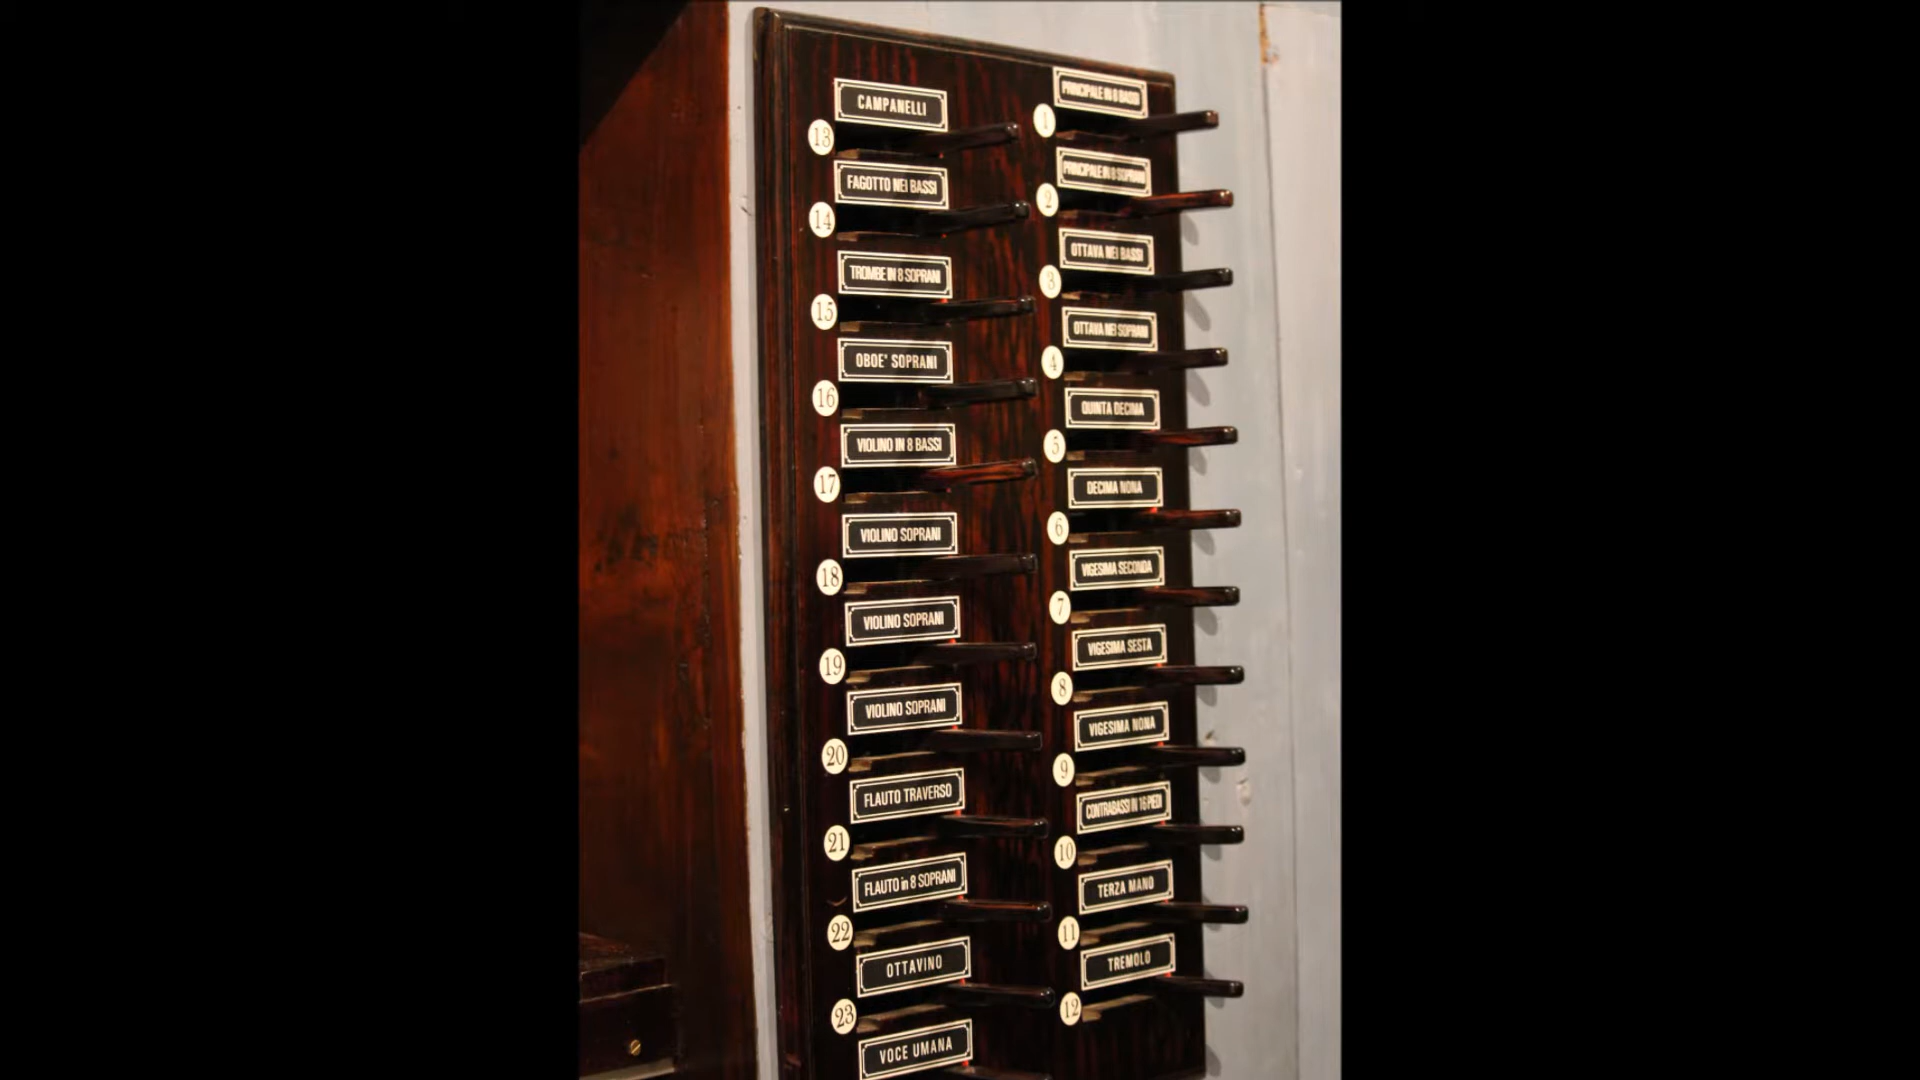 CAMPANELLI
13
FAGOTTO NEI BASSI
14
TROMBE IN 8 SOPRANI
15
OBOE' SOPRANI
16
VIOLINO IN 8 BASSI
17
VIOLINO SOPRANI
18
VIOLINO SOPRANI
19
VIOLINO SOPRANI
20
FLAUTO TRAVERSO
21
FLAUTO in 8 SOPRANI
22
OTTAVINO
23
VOCE UMANA
PRINCIPALE IN 8 BASSI
1
PRINCIPALE IN 8 SOPRANI
2
OTTAVA NEI BASSI
3
OTTAVA NEI SOPRANI
4
QUINTA DECIMA
5
DECIMA NONA
6
VIGESIMA SECONDA
7
VIGESIMA SESTA
8
VIGESIMA NONA
9
CONTRABASSI IN 16 PIEDI
10
TERZA MANO
11
TREMOLO
12